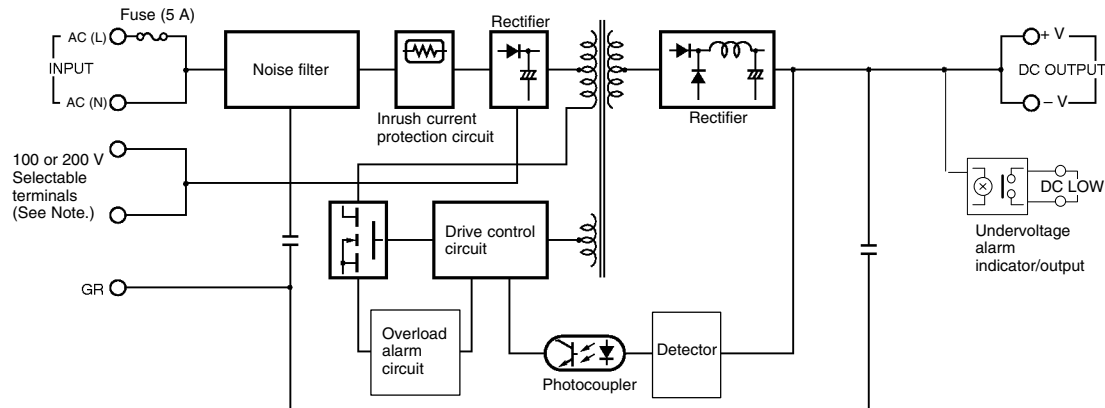 Fuse (5 A)
AC (L)
INPUT
AC (N)
Noise filter
Inrush current
protection circuit
Rectifier
Rectifier
+ V
DC OUTPUT
– V
100 or 200 V
Selectable
terminals
(See Note.)
Drive control
circuit
DC LOW
Undervoltage
alarm
indicator/output
GR
Overload
alarm
circuit
Photocoupler
Detector